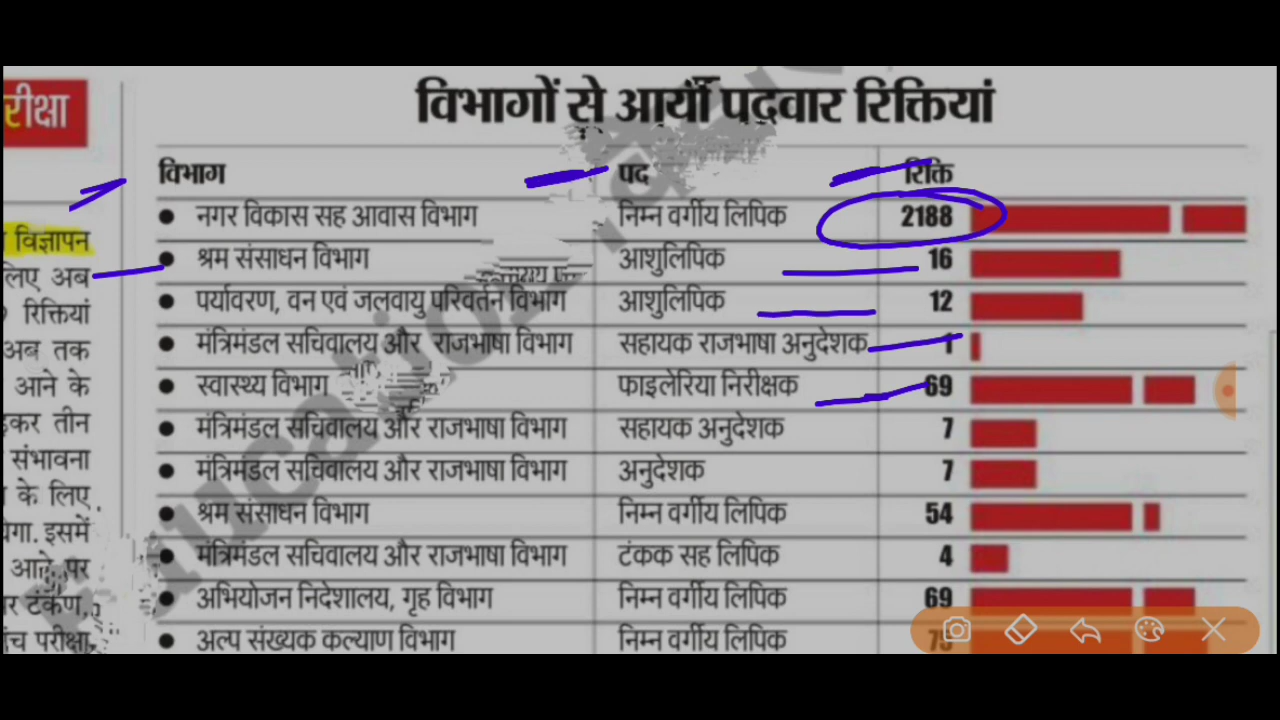 रीक्षा
विज्ञापन
लिए अब
रिक्तियां
अब तक
आने के
कर तीन
संभावना
के लिए
येगा. इसमें
आने पर
र टंकण,
ंच परीक्षा
विभागों से आयीं पदवार रिक्तियां
विभाग पद रिक्ति
नगर विकास सह आवास विभाग निम्न वर्गीय लिपिक 2188
श्रम संसाधन विभाग आशुलिपिक 16
पर्यावरण, वन एवं जलवायु परिवर्तन विभाग आशुलिपिक 12
मंत्रिमंडल सचिवालय और राजभाषा विभाग सहायक राजभाषा अनुदेशक 1
स्वास्थ्य विभाग फाइलेरिया निरीक्षक 69
मंत्रिमंडल सचिवालय और राजभाषा विभाग सहायक अनुदेशक 7
मंत्रिमंडल सचिवालय और राजभाषा विभाग अनुदेशक 7
श्रम संसाधन विभाग निम्न वर्गीय लिपिक 54
मंत्रिमंडल सचिवालय और राजभाषा विभाग टंकक सह लिपिक 4
अभियोजन निदेशालय, गृह विभाग निम्न वर्गीय लिपिक 69
अल्प संख्यक कल्याण विभाग निम्न वर्गीय लिपिक